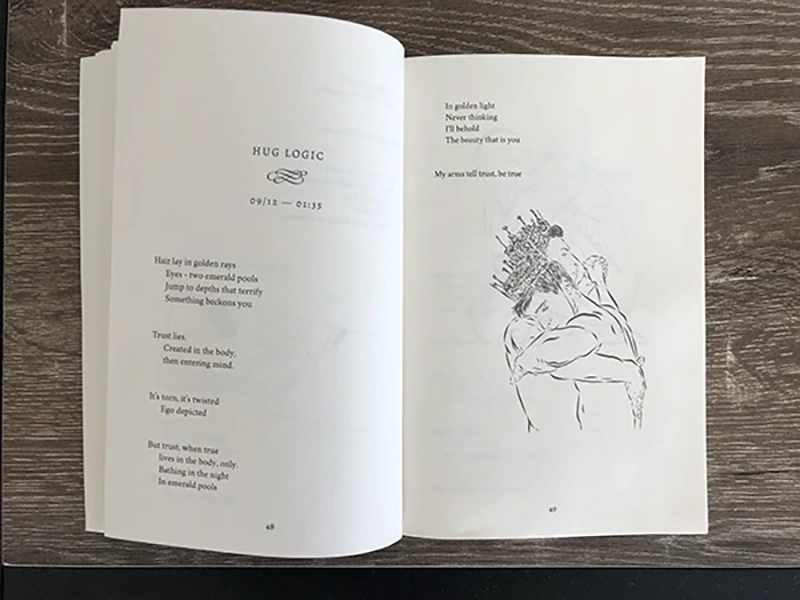 HUG LOGIC
09/12 — 01:35
Hair lay in golden rays
Eyes - two emerald pools
Jump to depths that terrify
Something beckons you
Trust lies.
Created in the body,
then entering mind.
It's torn, it's twisted
Ego depicted
But trust, when true
lives in the body, only.
Bathing in the night
In emerald pools
48
In golden light
Never thinking
I'll behold
The beauty that is you
My arms tell trust, be true
49